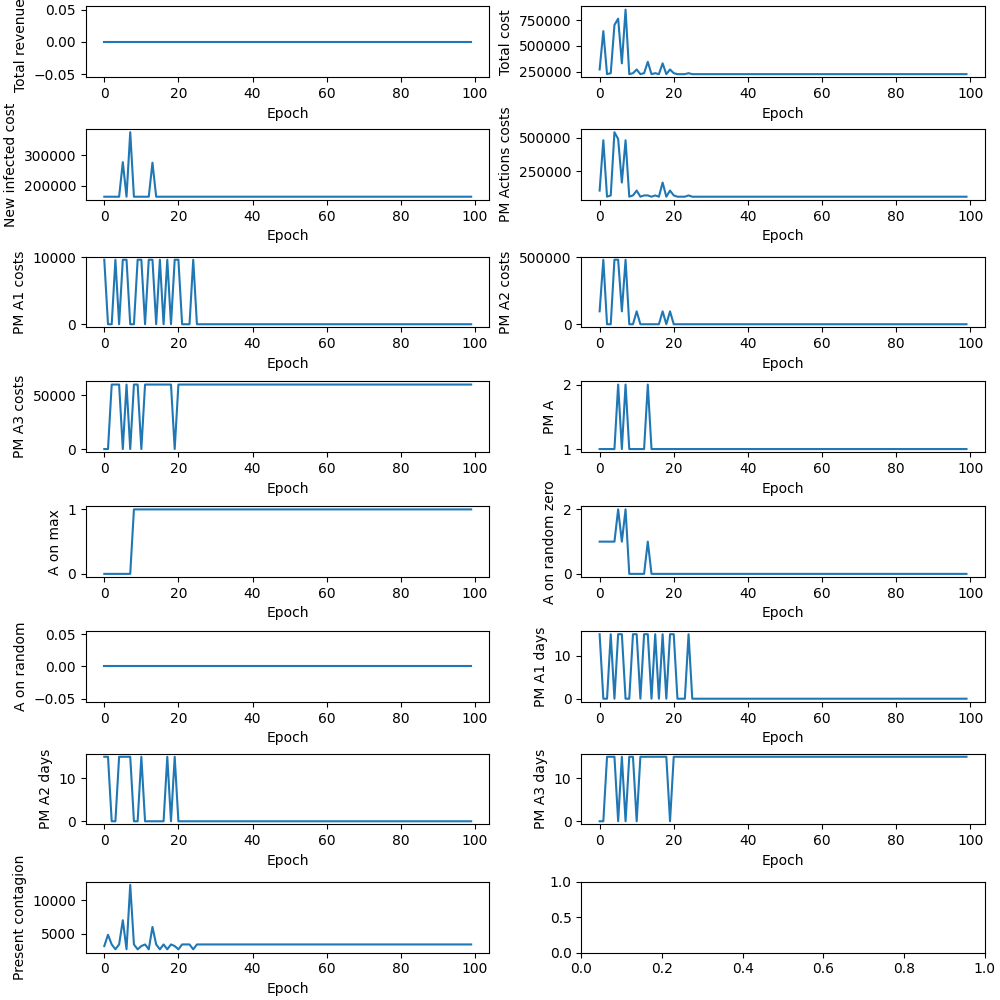 Total revenue
0.05
0.00
−0.05
0 20 40 60 80 100
Epoch
Total cost
750000
500000
250000
0 20 40 60 80 100
Epoch
New infected cost
300000
200000
0 20 40 60 80 100
Epoch
PM Actions costs
500000
250000
0 20 40 60 80 100
Epoch
PM A1 costs
10000
0
0 20 40 60 80 100
Epoch
PM A2 costs
500000
0
0 20 40 60 80 100
Epoch
PM A3 costs
50000
0
0 20 40 60 80 100
Epoch
PM A
2
1
0 20 40 60 80 100
Epoch
A on max
1
0
0 20 40 60 80 100
Epoch
A on random zero
2
0
0 20 40 60 80 100
Epoch
A on random
0.05
0.00
−0.05
0 20 40 60 80 100
Epoch
PM A1 days
10
0
0 20 40 60 80 100
Epoch
PM A2 days
10
0
0 20 40 60 80 100
Epoch
PM A3 days
10
0
0 20 40 60 80 100
Epoch
Present contagion
10000
5000
0 20 40 60 80 100
Epoch
1.0
0.5
0.0
0.0 0.2 0.4 0.6 0.8 1.0